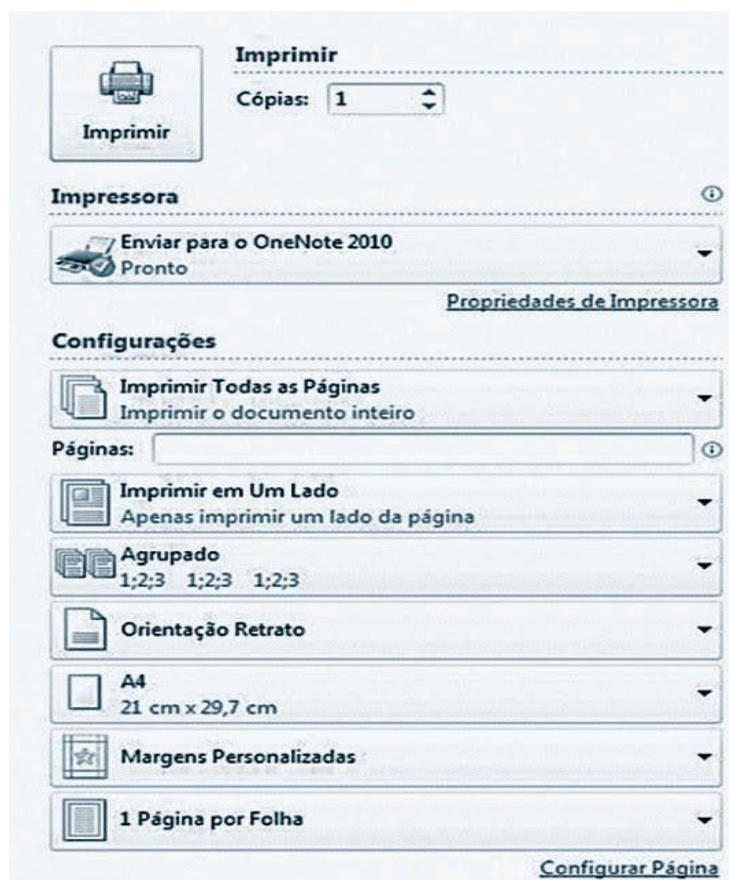 Imprimir
Cópias: 1
Imprimir
Impressora
Enviar para o OneNote 2010
Pronto
Propriedades de Impressora
Configurações
Imprimir Todas as Páginas
Imprimir o documento inteiro
Páginas:
Imprimir em Um Lado
Apenas imprimir um lado da página
Agrupado
1;2;3 1;2;3 1;2;3
Orientação Retrato
A4
21 cm x 29,7 cm
Margens Personalizadas
1 Página por Folha
Configurar Página